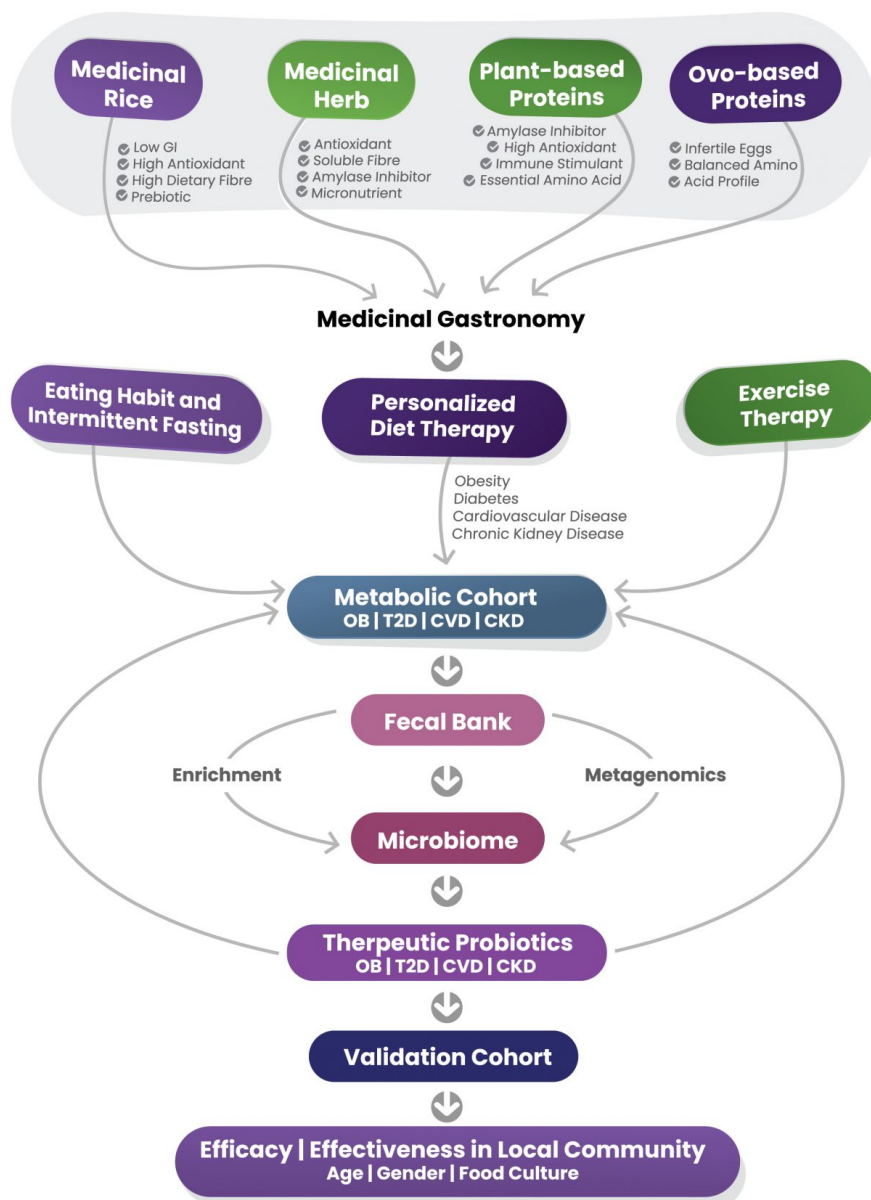 Medicinal
Rice
Low GI
High Antioxidant
High Dietary Fibre
Prebiotic
Medicinal
Herb
Antioxidant
Soluble Fibre
Amylase Inhibitor
Micronutrient
Plant-based
Proteins
Amylase Inhibitor
High Antioxidant
Immune Stimulant
Essential Amino Acid
Ovo-based
Proteins
Infertile Eggs
Balanced Amino
Acid Profile
Medicinal Gastronomy
Eating Habit and
Intermittent Fasting
Personalized
Diet Therapy
Exercise
Therapy
Obesity
Diabetes
Cardiovascular Disease
Chronic Kidney Disease
Metabolic Cohort
OB | T2D | CVD | CKD
Fecal Bank
Enrichment
Metagenomics
Microbiome
Therpeutic Probiotics
OB | T2D | CVD | CKD
Validation Cohort
Efficacy | Effectiveness in Local Community
Age | Gender | Food Culture